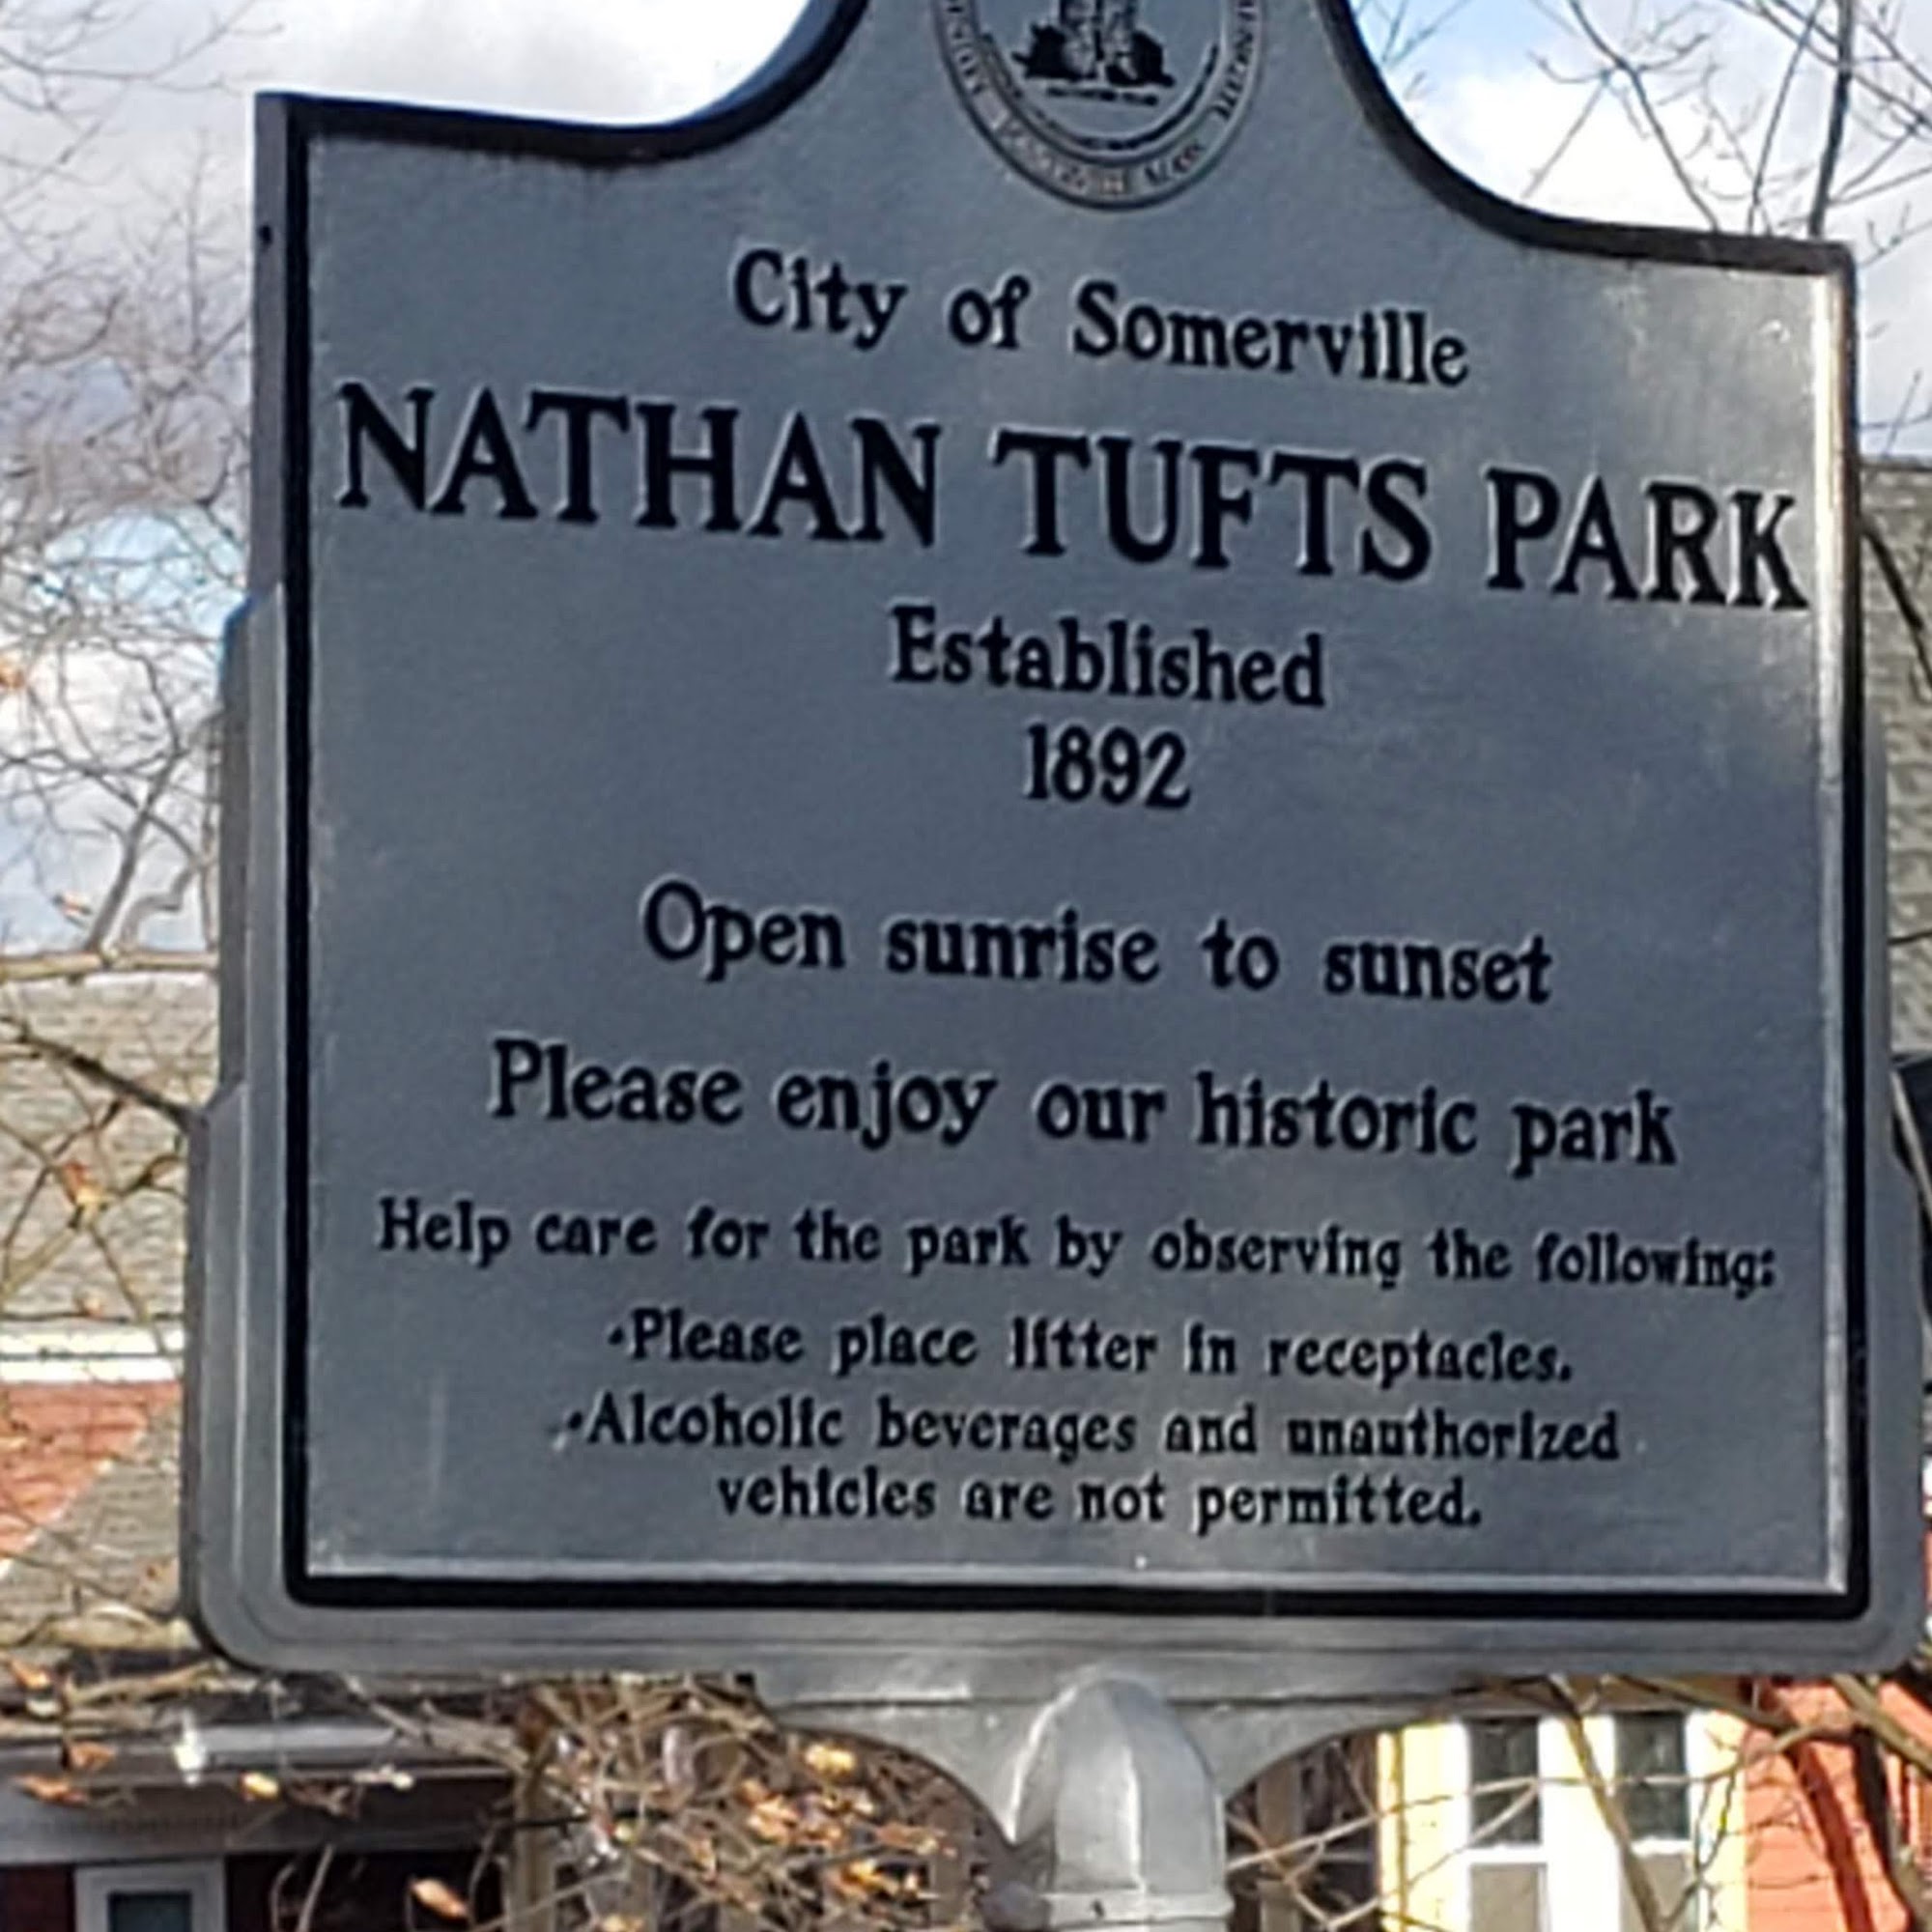 City of Somerville
NATHAN TUFTS PARK
Established
1892
Open sunrise to sunset
Please enjoy our historic park
Help care for the park by observing the following:
•Please place litter in receptacles.
•Alcoholic beverages and unauthorized
vehicles are not permitted.